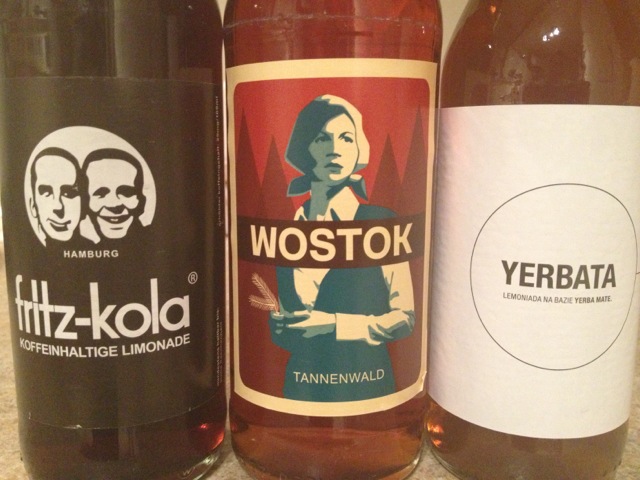 HAMBURG
fritz-kola®
KOFFEINHALTIGE LIMONADE
WOSTOK
TANNENWALD
YERBATA
LEMONIADA NA BAZIE YERBA MATE.